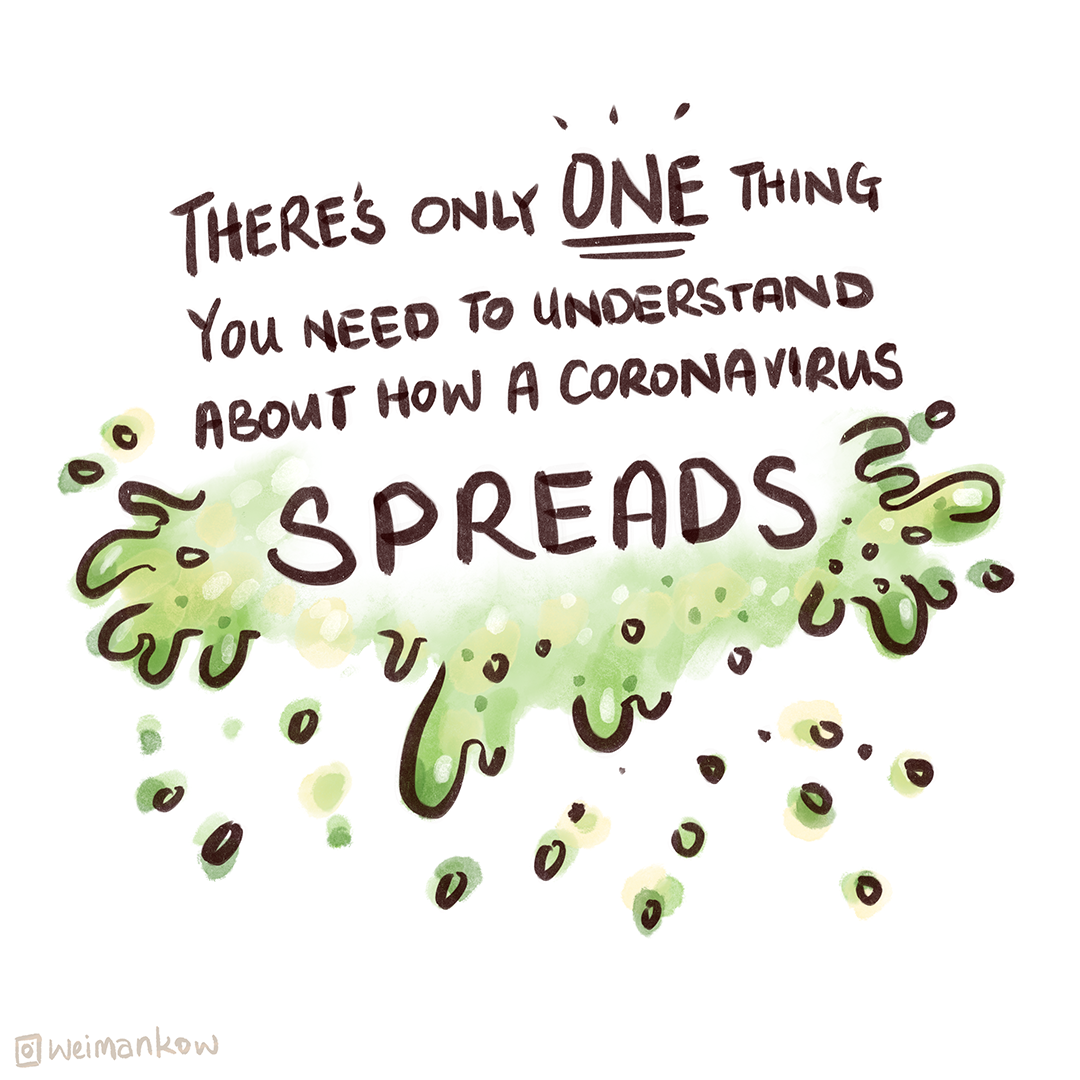 THERE'S ONLY ONE THING
YOU NEED TO UNDERSTAND
ABOUT HOW A CORONAVIRUS
SPREADS
weimankow